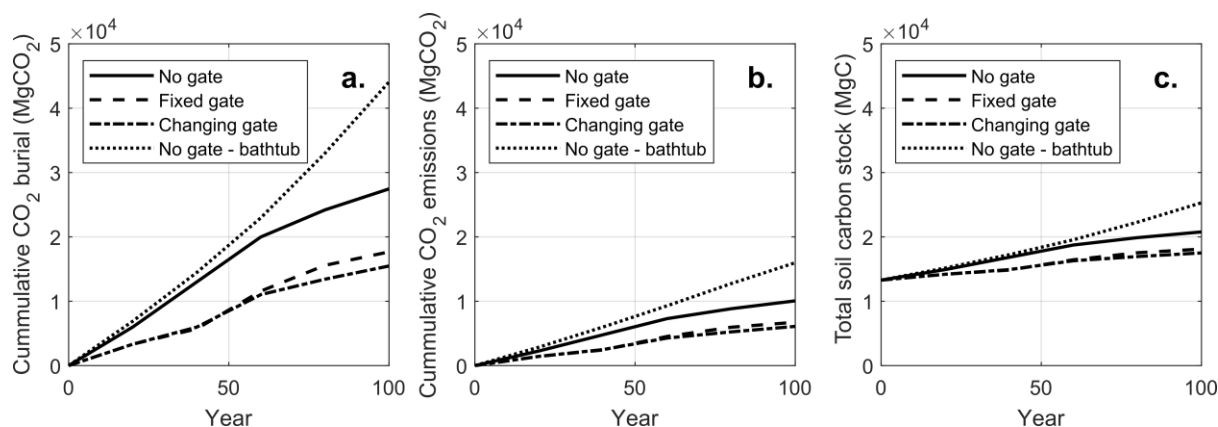 a.
Cummulative CO2 burial (MgCO2)
×10⁴
5
4
3
2
1
0
0
50
100
Year
No gate
Fixed gate
Changing gate
No gate - bathtub
b.
Cummulative CO2 emissions (MgCO2)
×10⁴
5
4
3
2
1
0
0
50
100
Year
No gate
Fixed gate
Changing gate
No gate - bathtub
c.
Total soil carbon stock (MgC)
×10⁴
5
4
3
2
1
0
0
50
100
Year
No gate
Fixed gate
Changing gate
No gate - bathtub